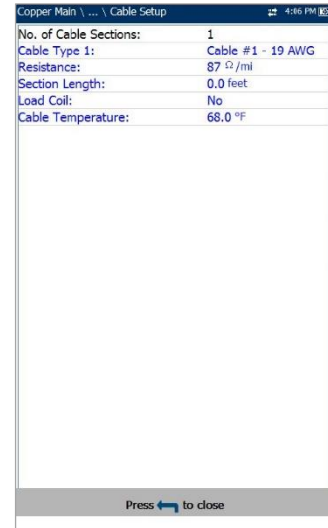 Copper Main \ ... \ Cable Setup 4:06 PM
No. of Cable Sections: 1
Cable Type 1: Cable #1 - 19 AWG
Resistance: 87 Ω/mi
Section Length: 0.0 feet
Load Coil: No
Cable Temperature: 68.0 °F
Press to close